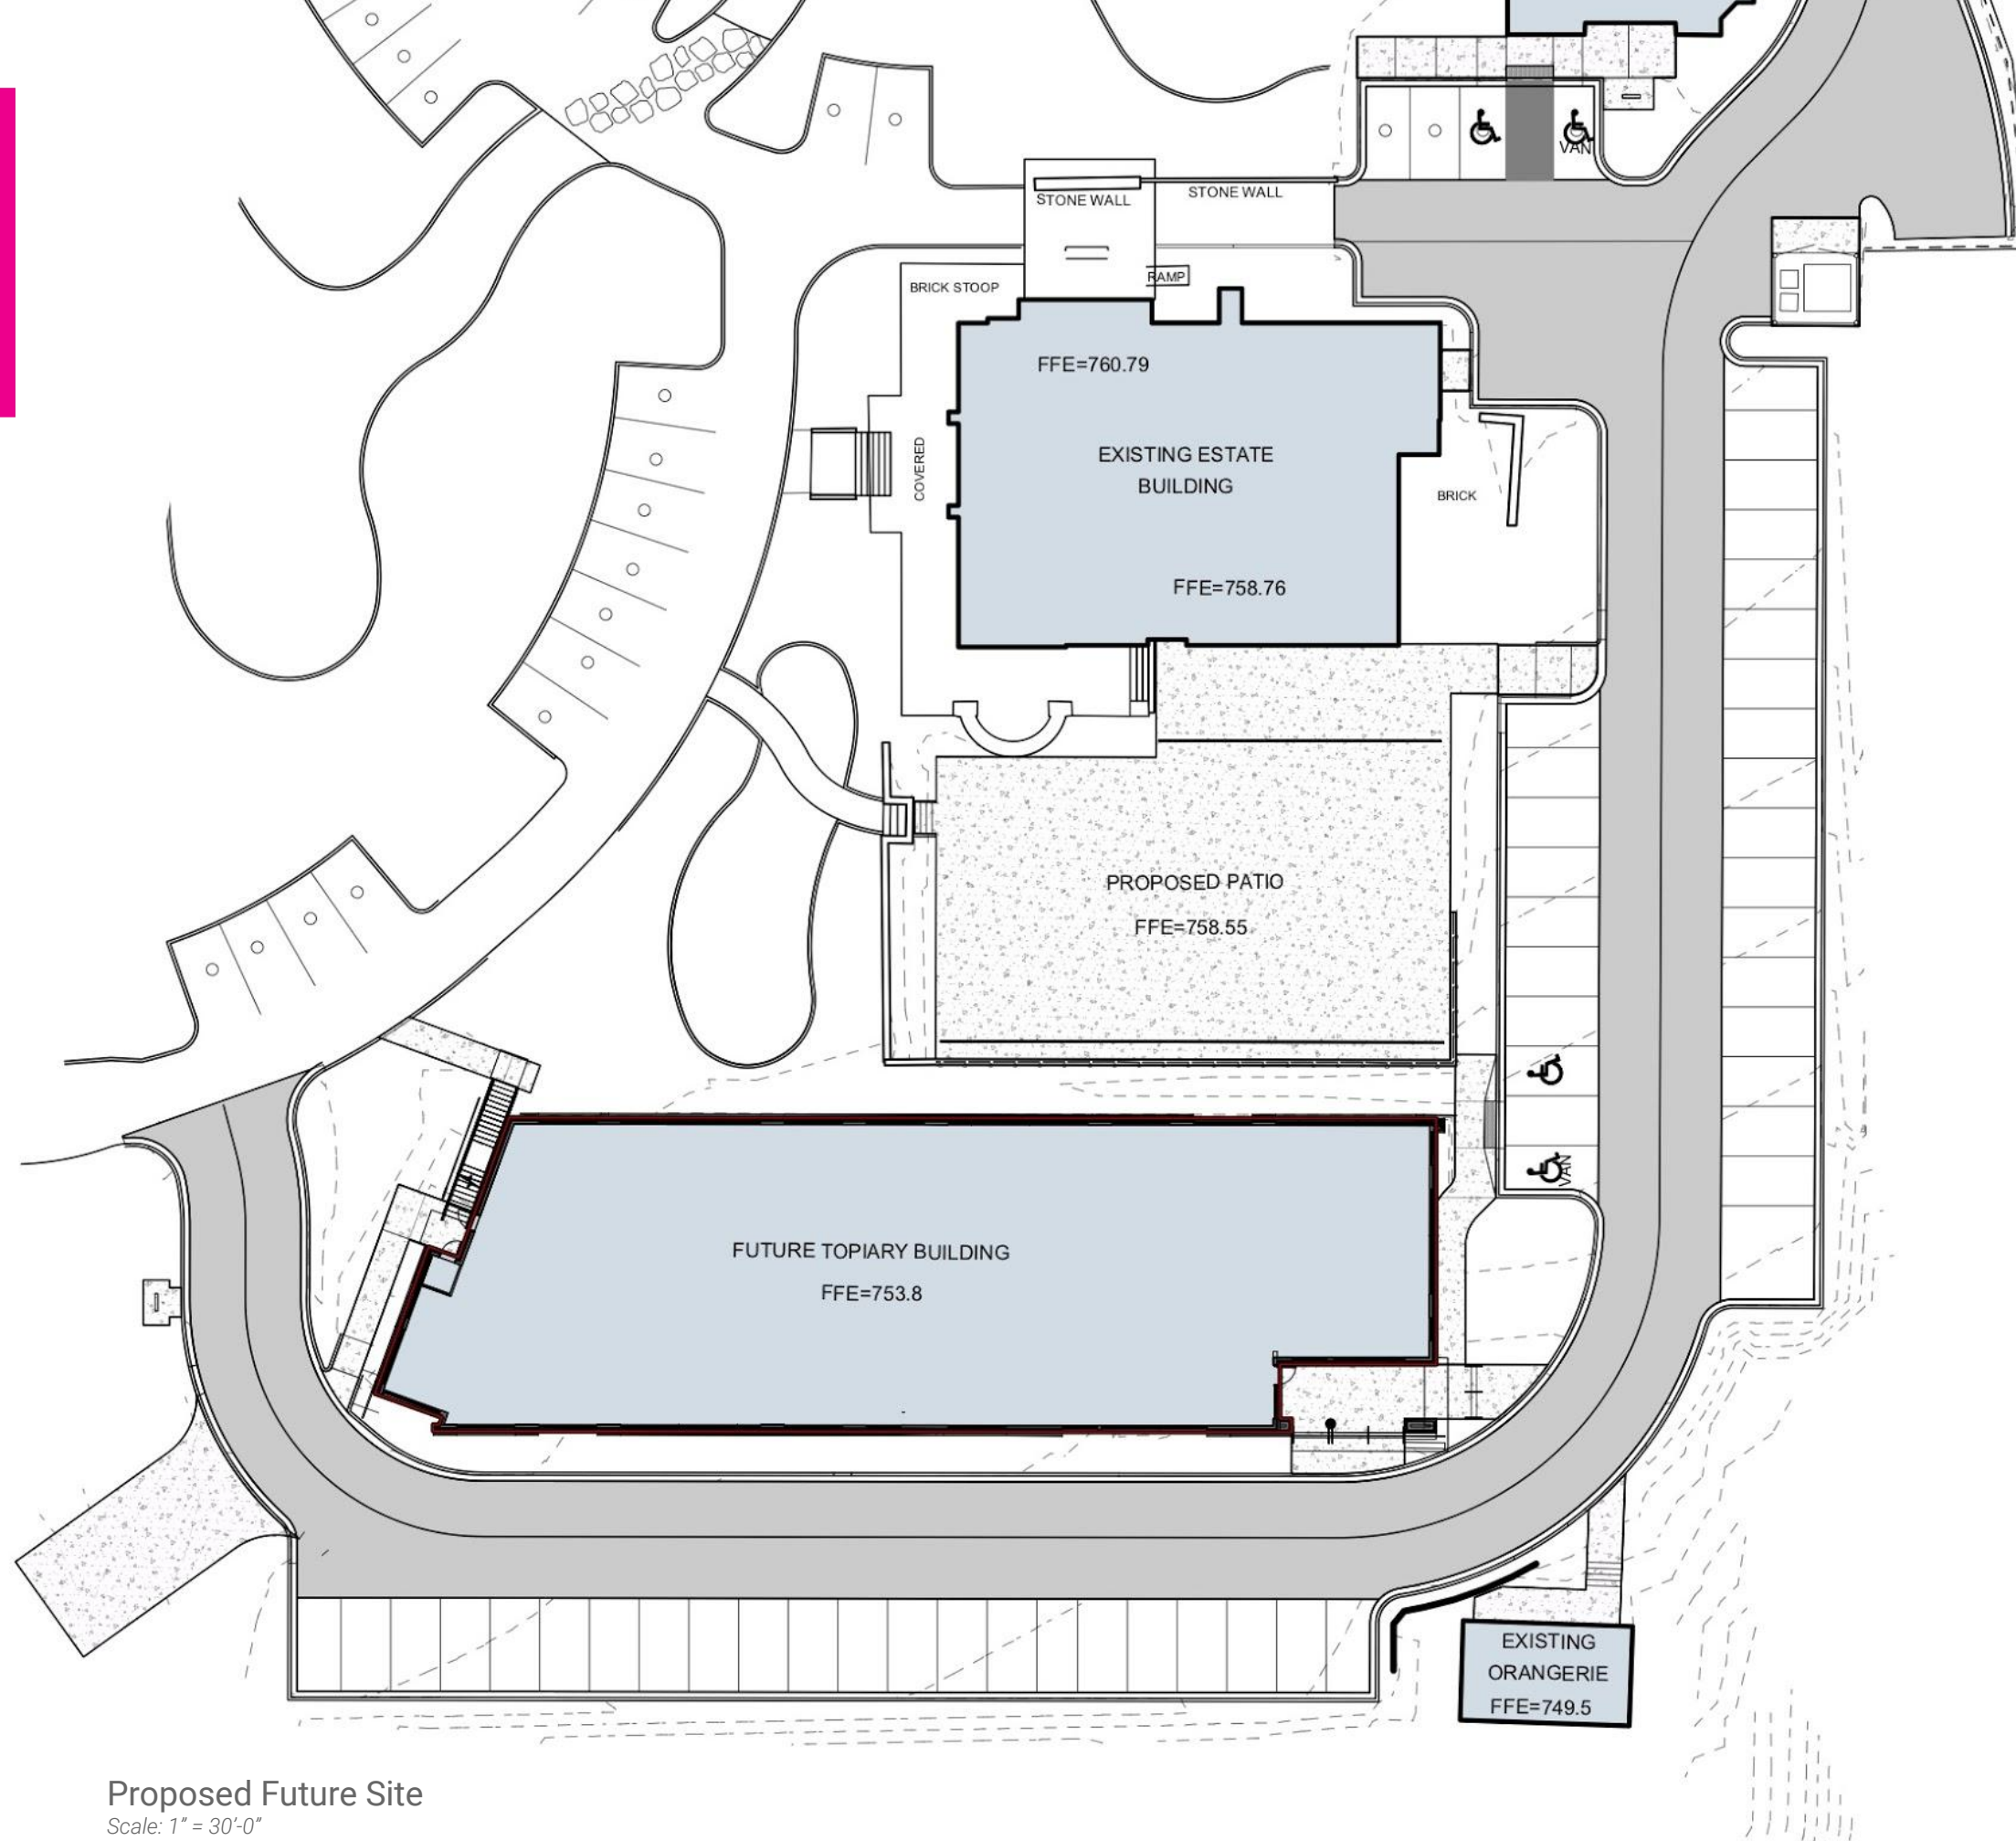 VAN
STONE WALL
STONE WALL
RAMP
BRICK STOOP
FFE=760.79
COVERED
EXISTING ESTATE
BUILDING
BRICK
FFE=758.76
PROPOSED PATIO
FFE=758.55
VAN
FUTURE TOPIARY BUILDING
FFE=753.8
EXISTING
ORANGERIE
FFE=749.5
Proposed Future Site
Scale: 1" = 30'-0"